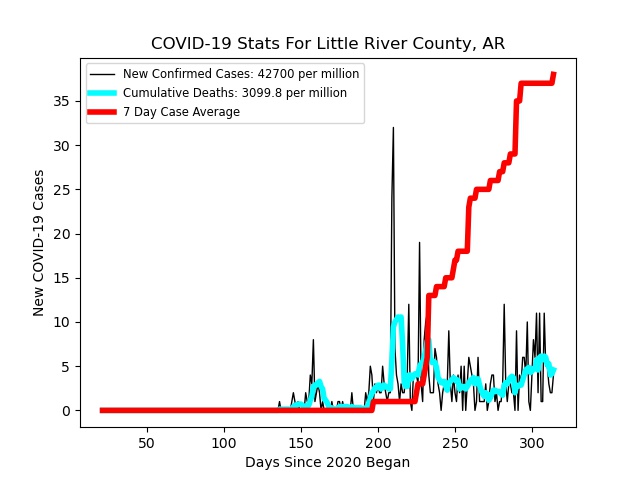 COVID-19 Stats For Little River County, AR
New Confirmed Cases: 42700 per million
Cumulative Deaths: 3099.8 per million
7 Day Case Average
New COVID-19 Cases
35
30
25
20
15
10
5
0
50 100 150 200 250 300
Days Since 2020 Began